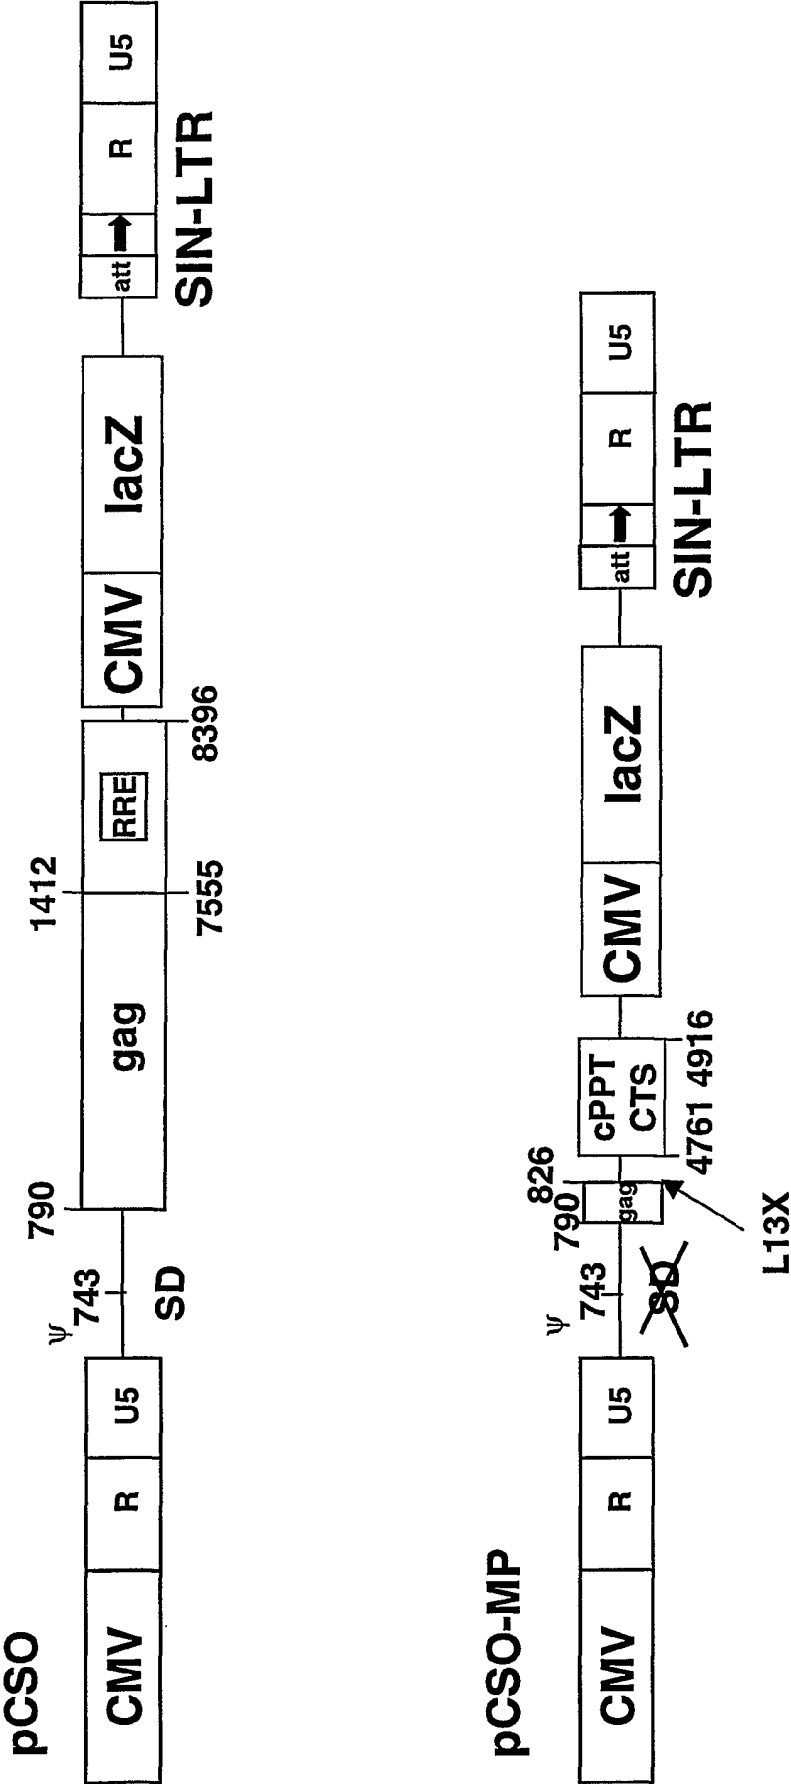 pCSO
CMV
R
U5
ψ
743
SD
790
gag
1412
7555
RRE
8396
CMV
lacZ
att
R
U5
SIN-LTR
pCSO-MP
CMV
R
U5
ψ
743
SD
790
826
gag
L13X
cPPT
CTS
4761 4916
CMV
lacZ
att
R
U5
SIN-LTR